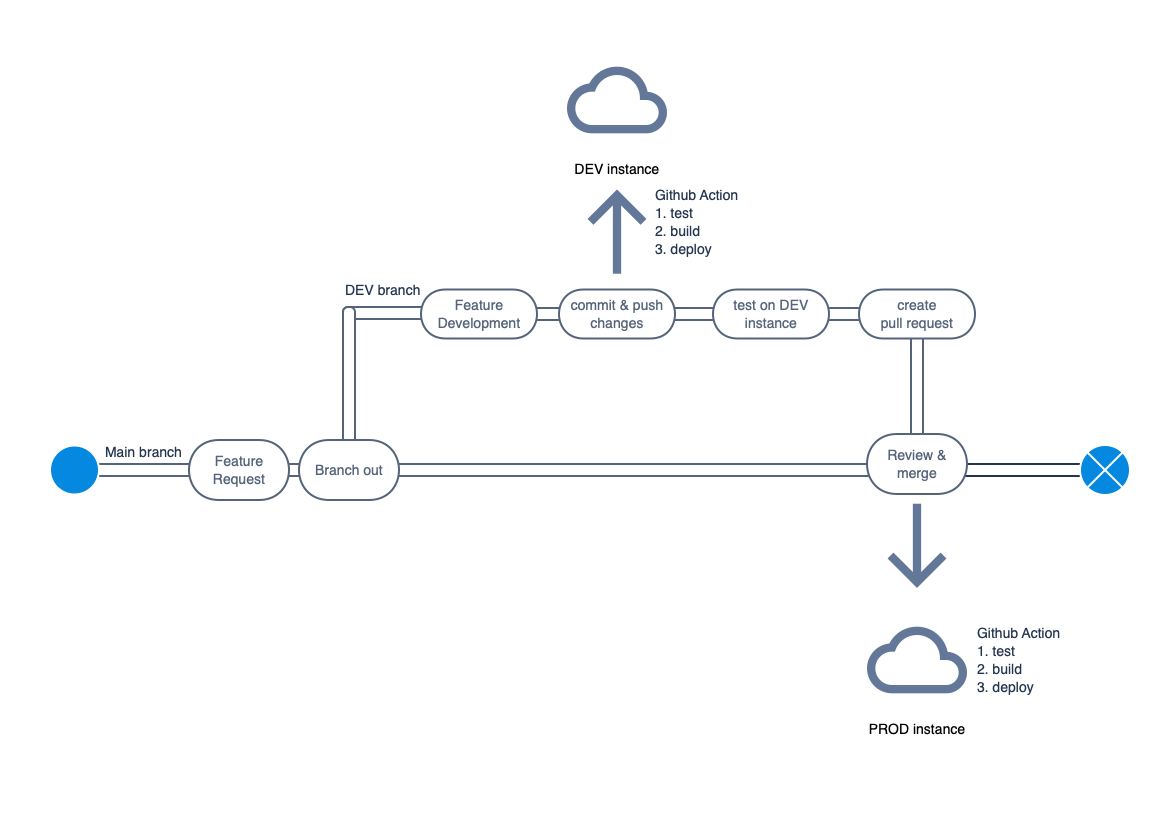 DEV instance
Github Action
1. test
2. build
3. deploy
DEV branch
Feature
Development
commit & push
changes
test on DEV
instance
create
pull request
Main branch
Feature
Request
Branch out
Review &
merge
Github Action
1. test
2. build
3. deploy
PROD instance